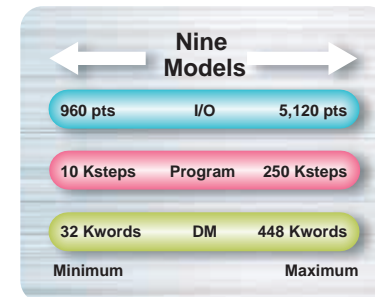 Nine
Models
960 pts I/O 5,120 pts
10 Ksteps Program 250 Ksteps
32 Kwords DM 448 Kwords
Minimum Maximum